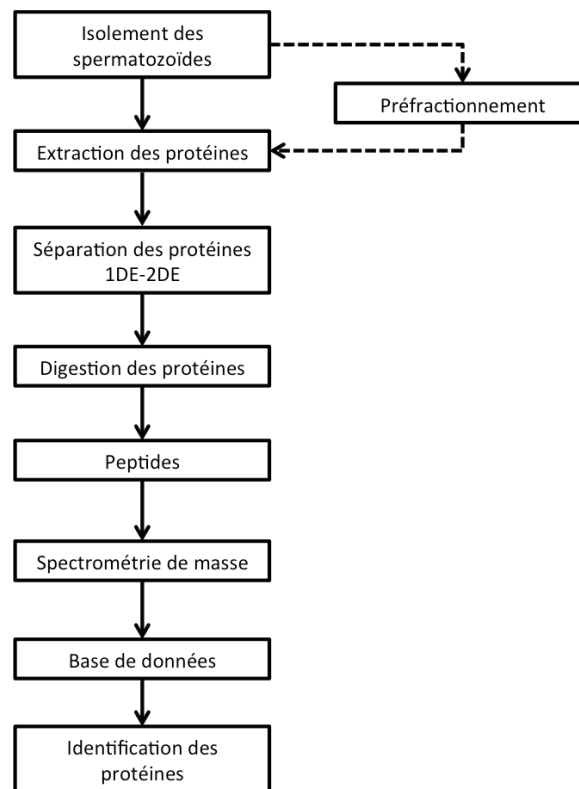 Isolement des
spermatozoïdes
Préfractionnement
Extraction des protéines
Séparation des protéines
1DE-2DE
Digestion des protéines
Peptides
Spectrométrie de masse
Base de données
Identification des
protéines